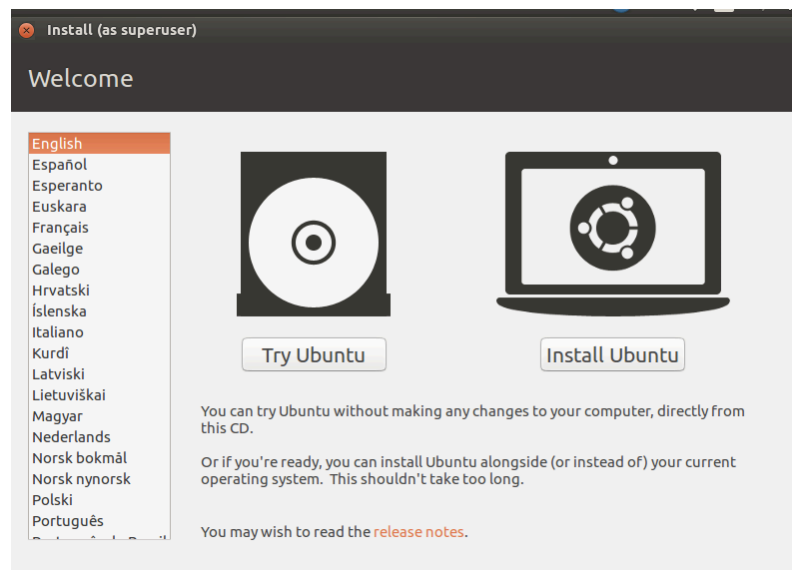 Install (as superuser)
Welcome
English
Español
Esperanto
Euskara
Français
Gaeilge
Galego
Hrvatski
Íslenska
Italiano
Kurdî
Latviski
Lietuviškai
Magyar
Nederlands
Norsk bokmål
Norsk nynorsk
Polski
Português
Try Ubuntu
Install Ubuntu
You can try Ubuntu without making any changes to your computer, directly from
this CD.
Or if you're ready, you can install Ubuntu alongside (or instead of) your current
operating system. This shouldn't take too long.
You may wish to read the release notes.